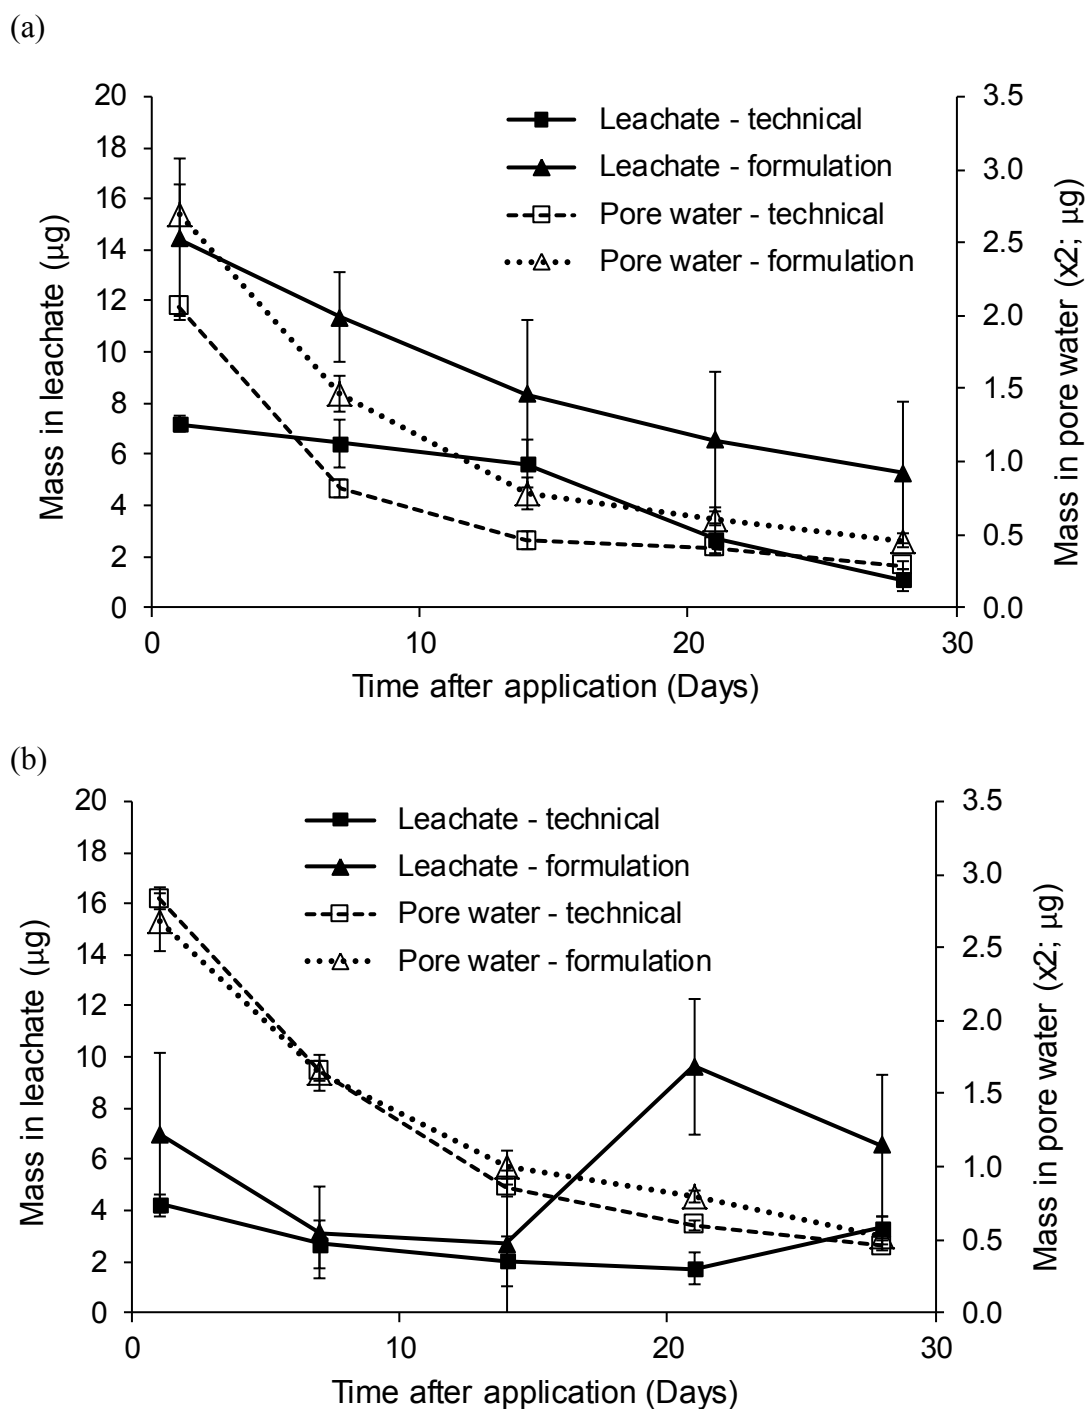 (a)
20
18
16
14
12
10
8
6
4
2
0
3.5
3.0
2.5
2.0
1.5
1.0
0.5
0.0
0
10
20
30
Mass in leachate (µg)
Mass in pore water (x2; µg)
Time after application (Days)
Leachate - technical
Leachate - formulation
Pore water - technical
Pore water - formulation
(b)
20
18
16
14
12
10
8
6
4
2
0
3.5
3.0
2.5
2.0
1.5
1.0
0.5
0.0
0
10
20
30
Mass in leachate (µg)
Mass in pore water (x2; µg)
Time after application (Days)
Leachate - technical
Leachate - formulation
Pore water - technical
Pore water - formulation